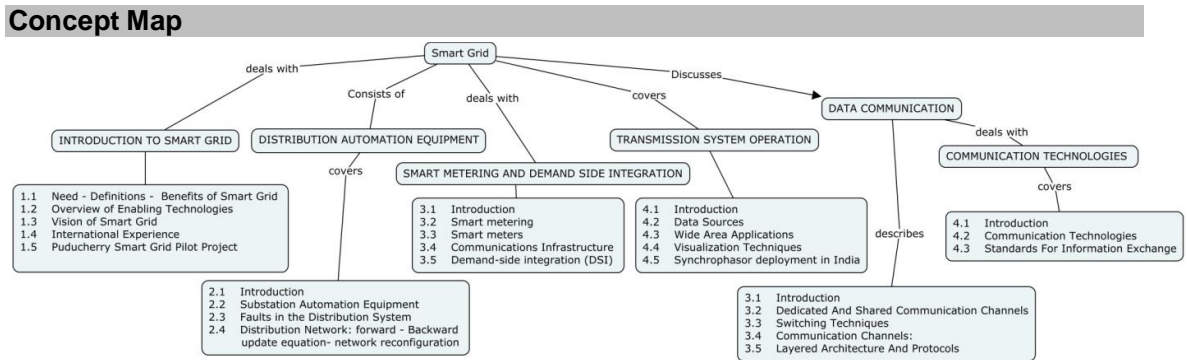 Concept Map
Smart Grid
deals with
Consists of
deals with
covers
Discusses
DATA COMMUNICATION
INTRODUCTION TO SMART GRID
DISTRIBUTION AUTOMATION EQUIPMENT
TRANSMISSION SYSTEM OPERATION
deals with
COMMUNICATION TECHNOLOGIES
covers
SMART METERING AND DEMAND SIDE INTEGRATION
covers
1.1 Need - Definitions - Benefits of Smart Grid
1.2 Overview of Enabling Technologies
1.3 Vision of Smart Grid
1.4 International Experience
1.5 Puducherry Smart Grid Pilot Project
3.1 Introduction
3.2 Smart metering
3.3 Smart meters
3.4 Communications Infrastructure
3.5 Demand-side integration (DSI)
4.1 Introduction
4.2 Data Sources
4.3 Wide Area Applications
4.4 Visualization Techniques
4.5 Synchrophasor deployment in India
describes
4.1 Introduction
4.2 Communication Technologies
4.3 Standards For Information Exchange
2.1 Introduction
2.2 Substation Automation Equipment
2.3 Faults in the Distribution System
2.4 Distribution Network: forward - Backward
update equation- network reconfiguration
3.1 Introduction
3.2 Dedicated And Shared Communication Channels
3.3 Switching Techniques
3.4 Communication Channels:
3.5 Layered Architecture And Protocols